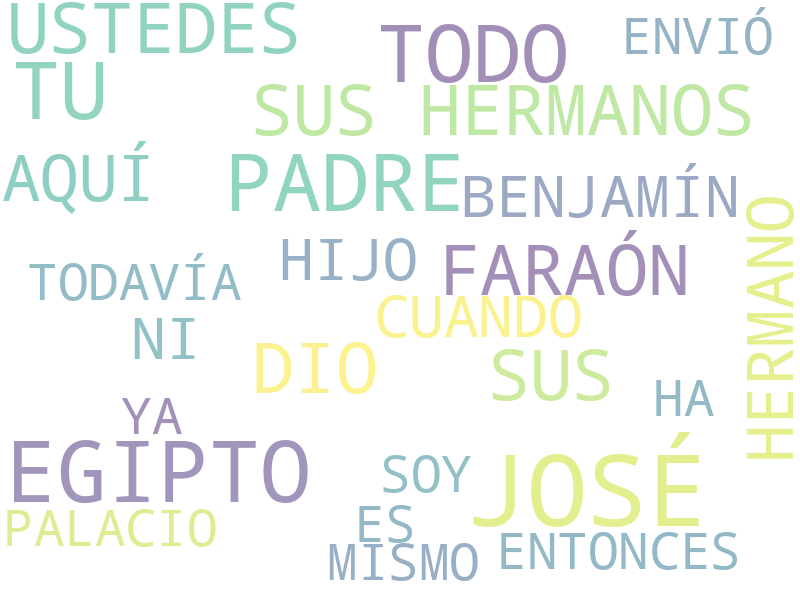 USTEDES
TODO
ENVIÓ
TU
SUS HERMANOS
AQUÍ
PADRE
BENJAMÍN
HERMANO
HIJO
FARAÓN
TODAVÍA
CUANDO
NI
DIO
SUS
HA
YA
EGIPTO
SOY
JOSÉ
PALACIO
ES
ENTONCES
MISMO